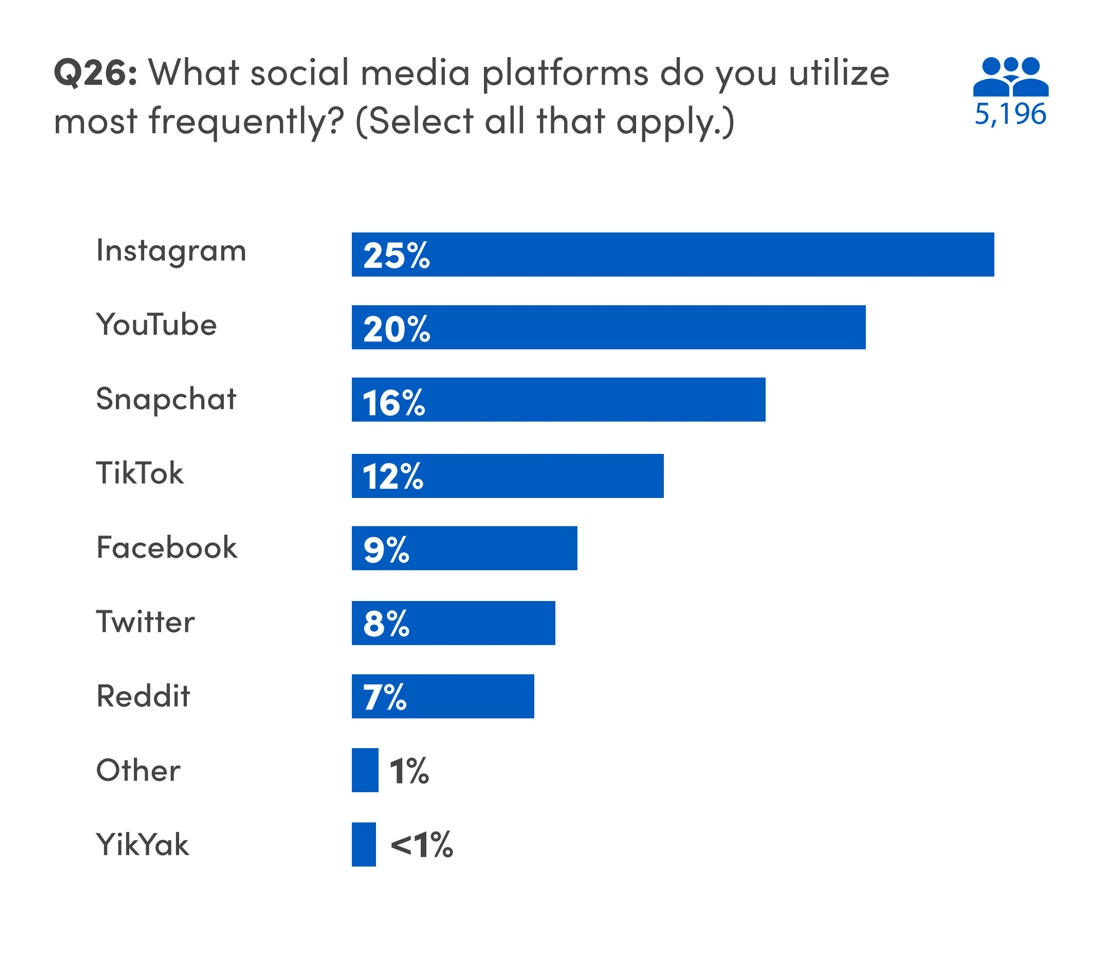 Q26: What social media platforms do you utilize
most frequently? (Select all that apply.)
5,196
Instagram 25%
YouTube 20%
Snapchat 16%
TikTok 12%
Facebook 9%
Twitter 8%
Reddit 7%
Other 1%
YikYak <1%